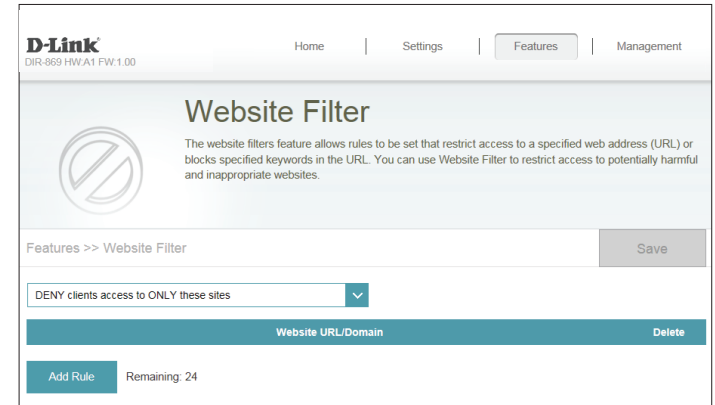 D-Link
DIR-869 HW:A1 FW:1.00
Home | Settings | Features | Management
Website Filter
The website filters feature allows rules to be set that restrict access to a specified web address (URL) or
blocks specified keywords in the URL. You can use Website Filter to restrict access to potentially harmful
and inappropriate websites.
Features >> Website Filter
Save
DENY clients access to ONLY these sites
Website URL/Domain Delete
Add Rule Remaining: 24